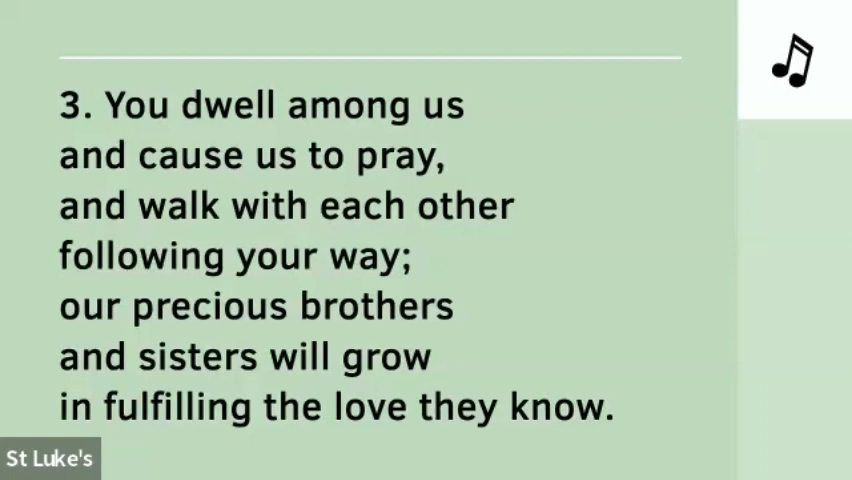 3. You dwell among us
and cause us to pray,
and walk with each other
following your way;
our precious brothers
and sisters will grow
in fulfilling the love they know.
St Luke's